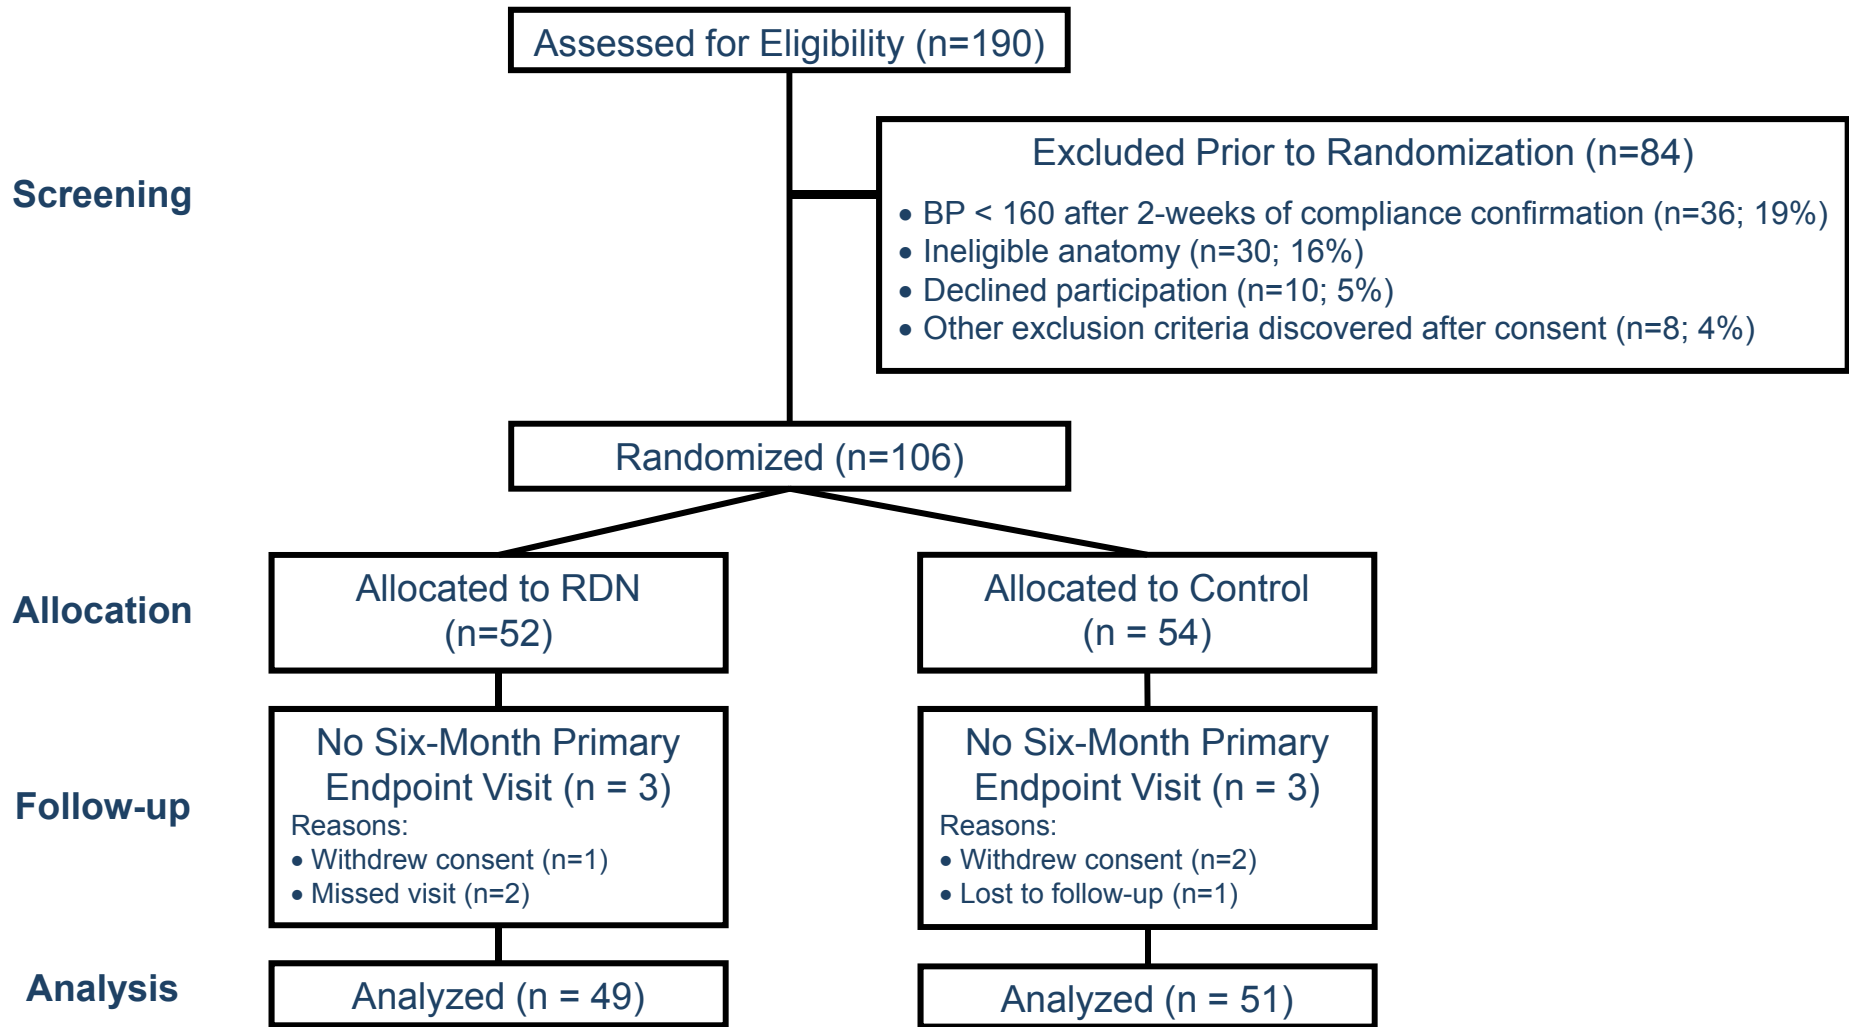 Assessed for Eligibility (n=190)
Screening
Excluded Prior to Randomization (n=84)
• BP < 160 after 2-weeks of compliance confirmation (n=36; 19%)
• Ineligible anatomy (n=30; 16%)
• Declined participation (n=10; 5%)
• Other exclusion criteria discovered after consent (n=8; 4%)
Randomized (n=106)
Allocation
Allocated to RDN
(n=52)
Allocated to Control
(n = 54)
Follow-up
No Six-Month Primary
Endpoint Visit (n = 3)
Reasons:
• Withdrew consent (n=1)
• Missed visit (n=2)
No Six-Month Primary
Endpoint Visit (n = 3)
Reasons:
• Withdrew consent (n=2)
• Lost to follow-up (n=1)
Analysis
Analyzed (n = 49)
Analyzed (n = 51)